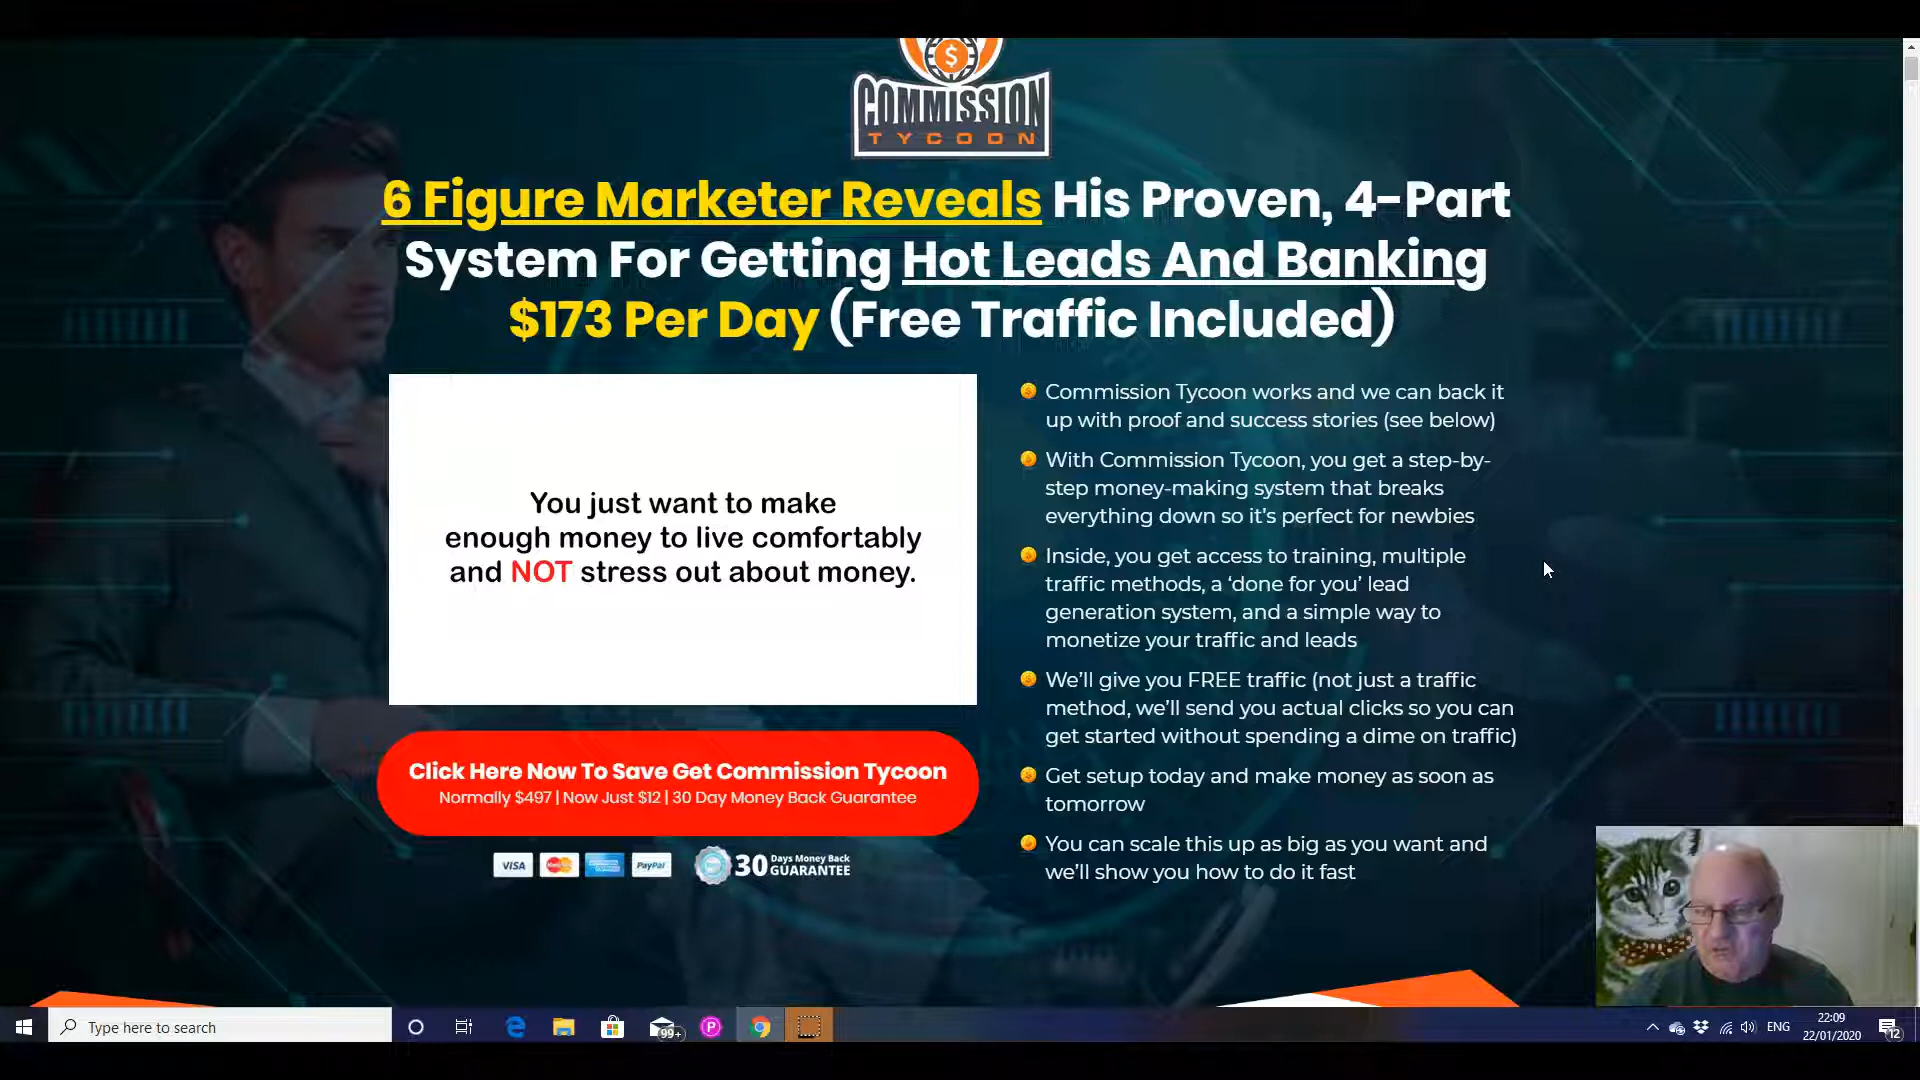 COMMISSION
TYCOON
6 Figure Marketer Reveals His Proven, 4-Part
System For Getting Hot Leads And Banking
$173 Per Day (Free Traffic Included)
You just want to make
enough money to live comfortably
and NOT stress out about money.
Click Here Now To Save Get Commission Tycoon
Normally $497 | Now Just $12 | 30 Day Money Back Guarantee
VISA
PayPal
30 Days Money Back
GUARANTEE
Commission Tycoon works and we can back it
up with proof and success stories (see below)
With Commission Tycoon, you get a step-by-
step money-making system that breaks
everything down so it's perfect for newbies
Inside, you get access to training, multiple
traffic methods, a ‘done for you’ lead
generation system, and a simple way to
monetize your traffic and leads
We'll give you FREE traffic (not just a traffic
method, we'll send you actual clicks so you can
get started without spending a dime on traffic)
Get setup today and make money as soon as
tomorrow
You can scale this up as big as you want and
we'll show you how to do it fast
Type here to search
99+
P
ENG
22:09
22/01/2020
12